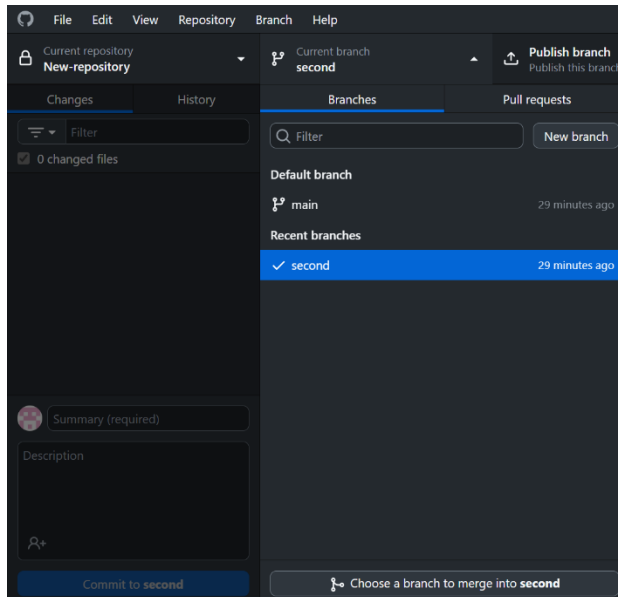 File Edit View Repository Branch Help
Current repository
New-repository
Current branch
second
Publish branch
Publish this branch
Changes History
Filter
0 changed files
Summary (required)
Description
Commit to second
Branches Pull requests
Filter New branch
Default branch
main 29 minutes ago
Recent branches
second 29 minutes ago
Choose a branch to merge into second